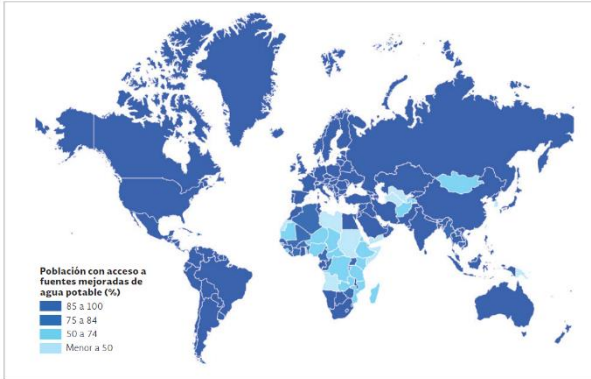 Población con acceso a
fuentes mejoradas de
agua potable (%)
85 a 100
75 a 84
50 a 74
Menor a 50